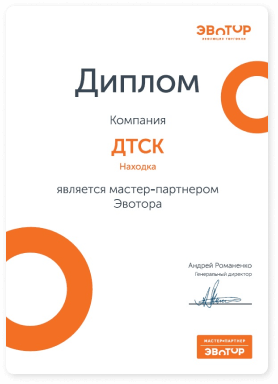 ЭВОТОР
Диплом
Компания
ДТСК
Находка
является мастер-партнером
Эвотора
Андрей Романенко
Генеральный директор
МАСТЕР-ПАРТНЕР
ЭВОТОР